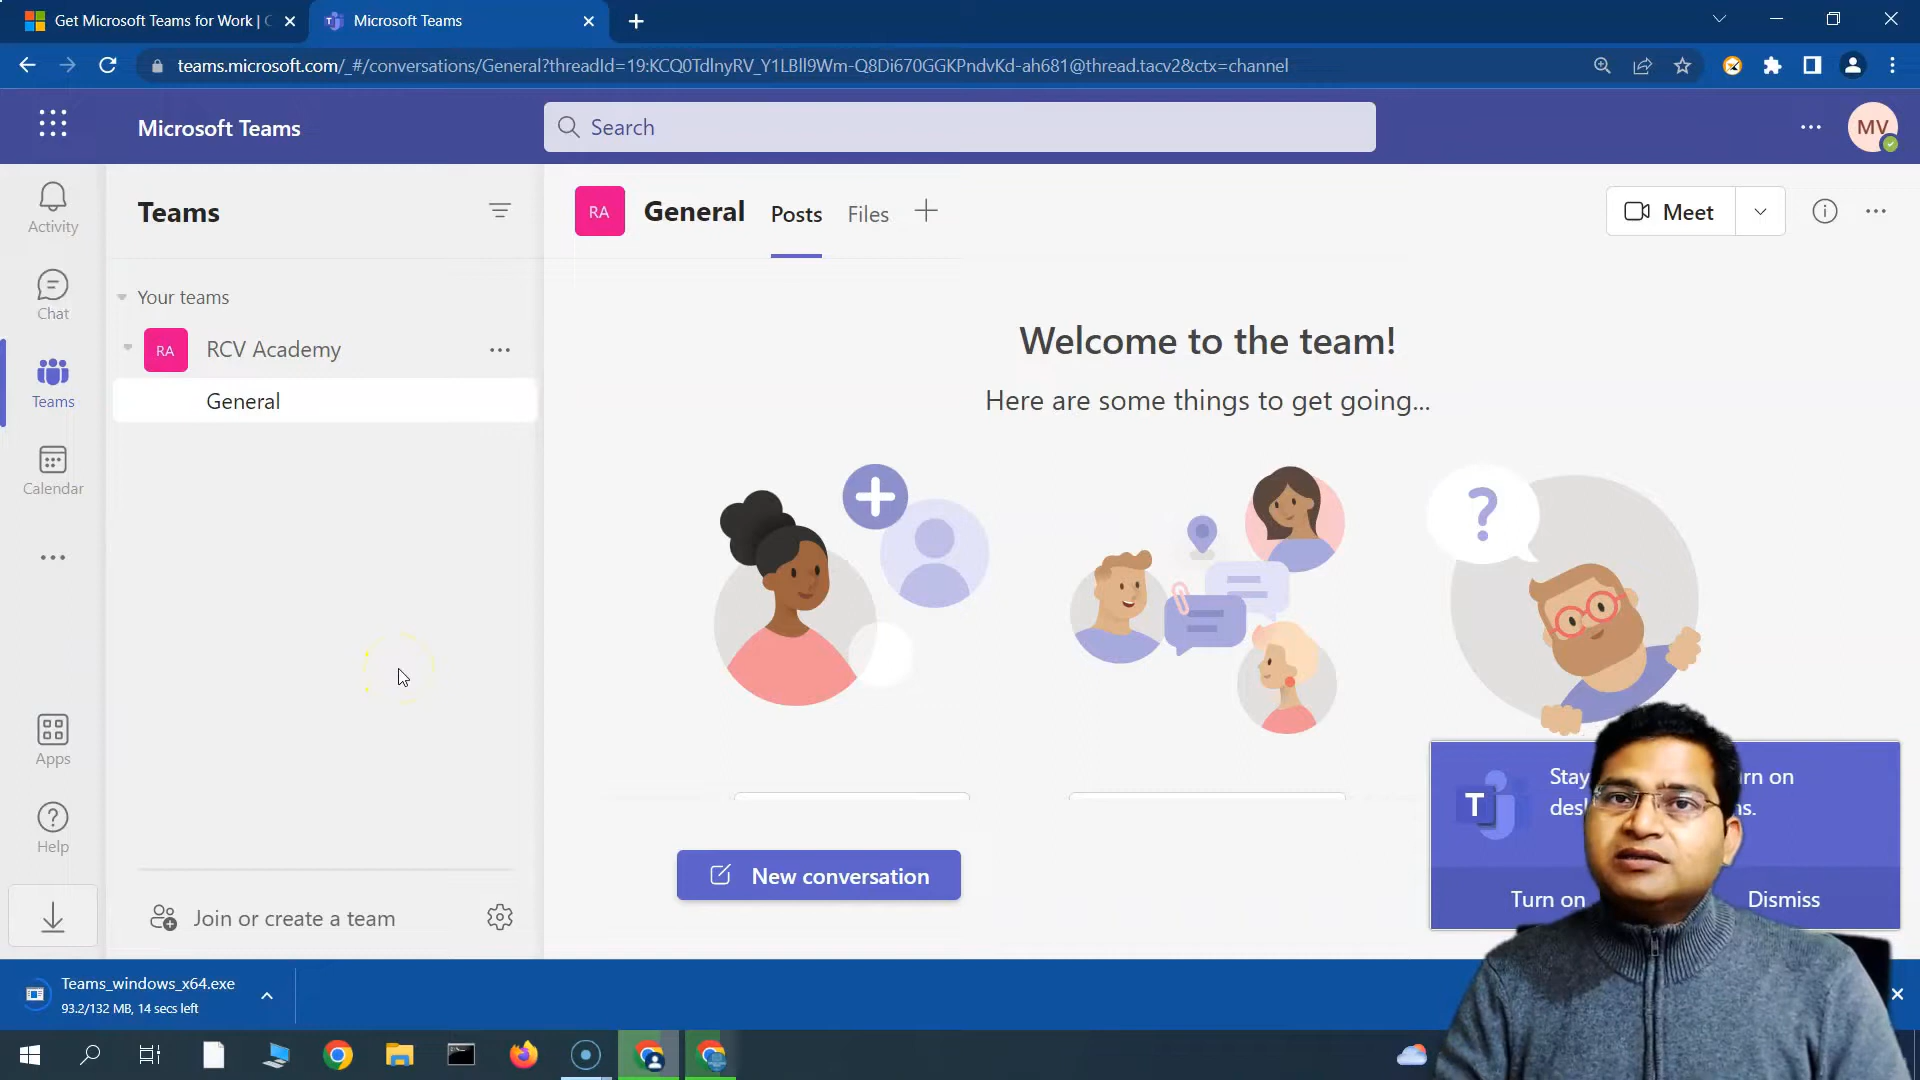 Get Microsoft Teams for Work |
Microsoft Teams
teams.microsoft.com/_#/conversations/General?threadId=19:KCQ0TdlnyRV_Y1LBll9Wm-Q8Di670GGKPndvKd-ah681@thread.tacv2&ctx=channel
Microsoft Teams
Search
MV
Activity
Chat
Teams
Calendar
Apps
Help
Teams
Your teams
RA
RCV Academy
General
Join or create a team
RA
General
Posts
Files
Meet
Welcome to the team!
Here are some things to get going...
?
New conversation
T
Stay on
Turn on
Dismiss
Teams_windows_x64.exe
93.2/132 MB, 14 secs left